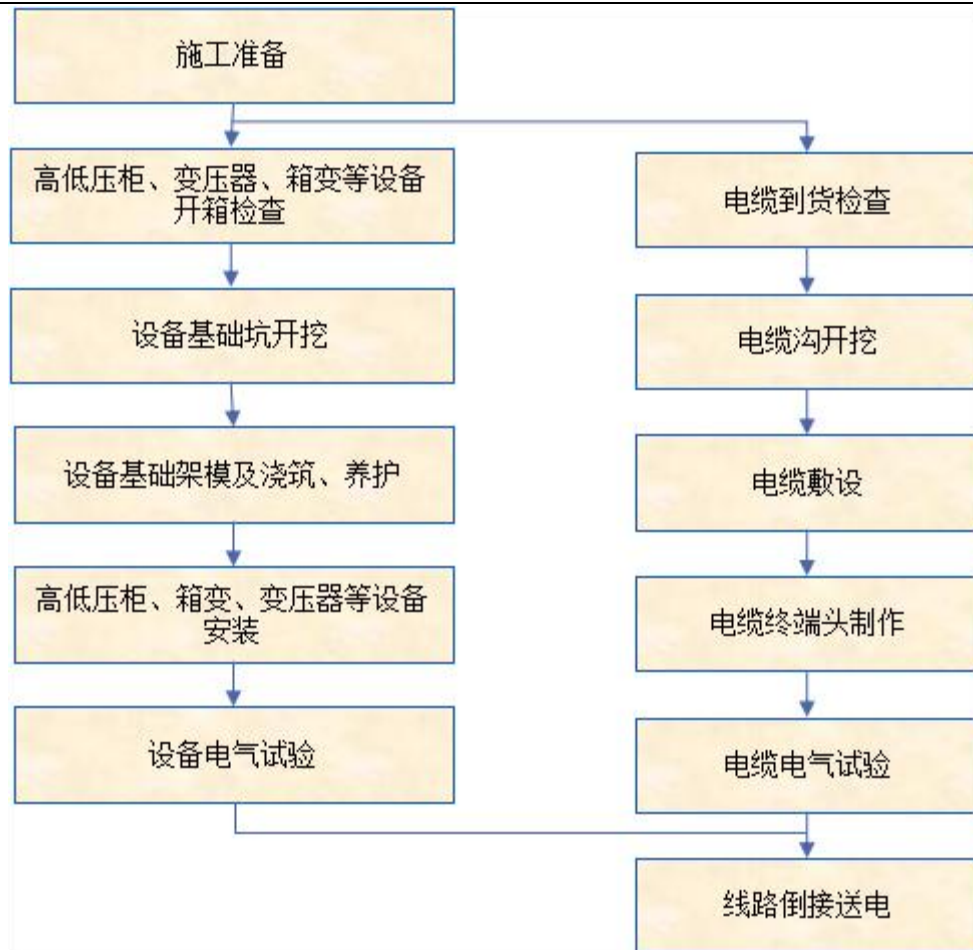 施工准备
高低压柜、变压器、箱变等设备
开箱检查
设备基础坑开挖
设备基础架模及浇筑、养护
高低压柜、箱变、变压器等设备
安装
设备电气试验
电缆到货检查
电缆沟开挖
电缆敷设
电缆终端头制作
电缆电气试验
线路倒接送电